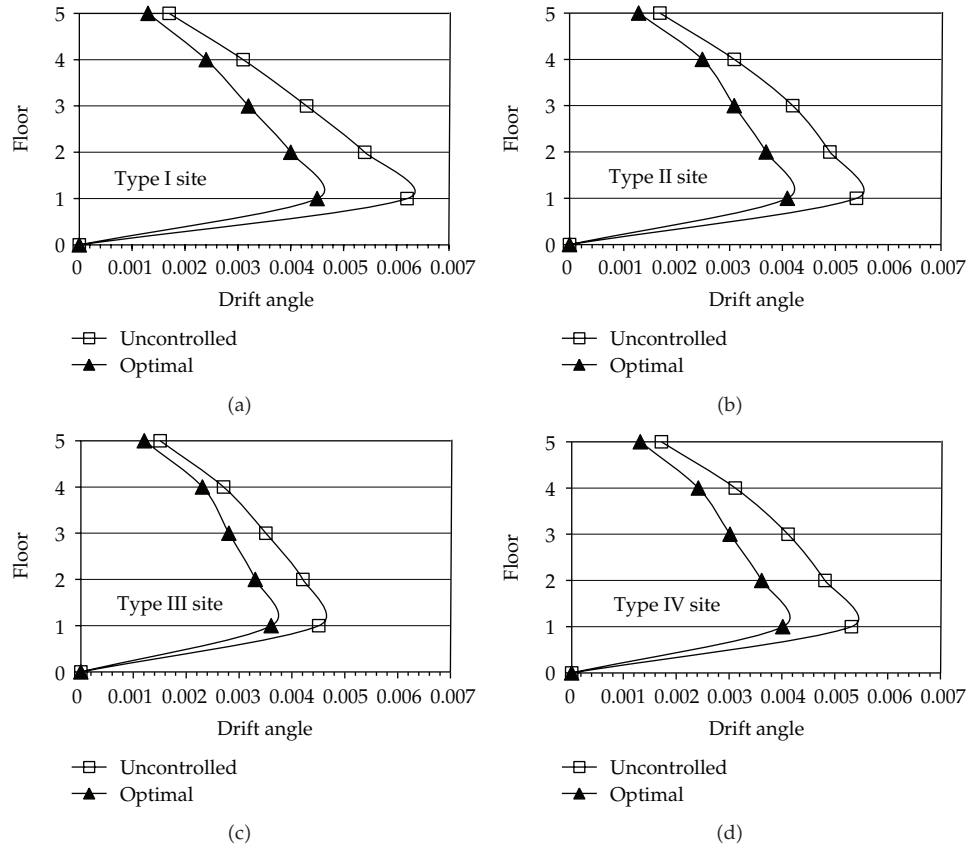 5
4
3
2
1
0
Floor
Type I site
0 0.001 0.002 0.003 0.004 0.005 0.006 0.007
Drift angle
Uncontrolled
Optimal
(a)
5
4
3
2
1
0
Floor
Type II site
0 0.001 0.002 0.003 0.004 0.005 0.006 0.007
Drift angle
Uncontrolled
Optimal
(b)
5
4
3
2
1
0
Floor
Type III site
0 0.001 0.002 0.003 0.004 0.005 0.006 0.007
Drift angle
Uncontrolled
Optimal
(c)
5
4
3
2
1
0
Floor
Type IV site
0 0.001 0.002 0.003 0.004 0.005 0.006 0.007
Drift angle
Uncontrolled
Optimal
(d)